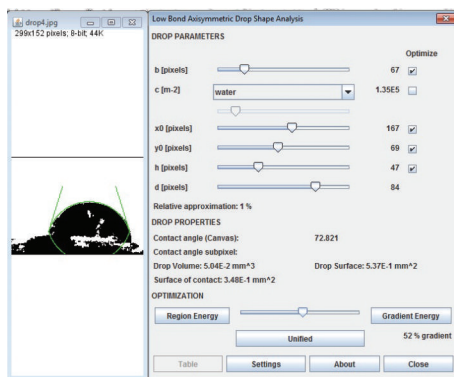 drop4.jpg
299x152 pixels; 8-bit; 44K
Low Bond Axisymmetric Drop Shape Analysis
DROP PARAMETERS
Optimize
b [pixels] 67
c [m-2] water 1.35E5
x0 [pixels] 167
y0 [pixels] 69
h [pixels] 47
d [pixels] 84
Relative approximation: 1 %
DROP PROPERTIES
Contact angle (Canvas): 72.821
Contact angle subpixel:
Drop Volume: 5.04E-2 mm^3 Drop Surface: 5.37E-1 mm^2
Surface of contact: 3.48E-1 mm^2
OPTIMIZATION
Region Energy Gradient Energy
Unified 52 % gradient
Table Settings About Close